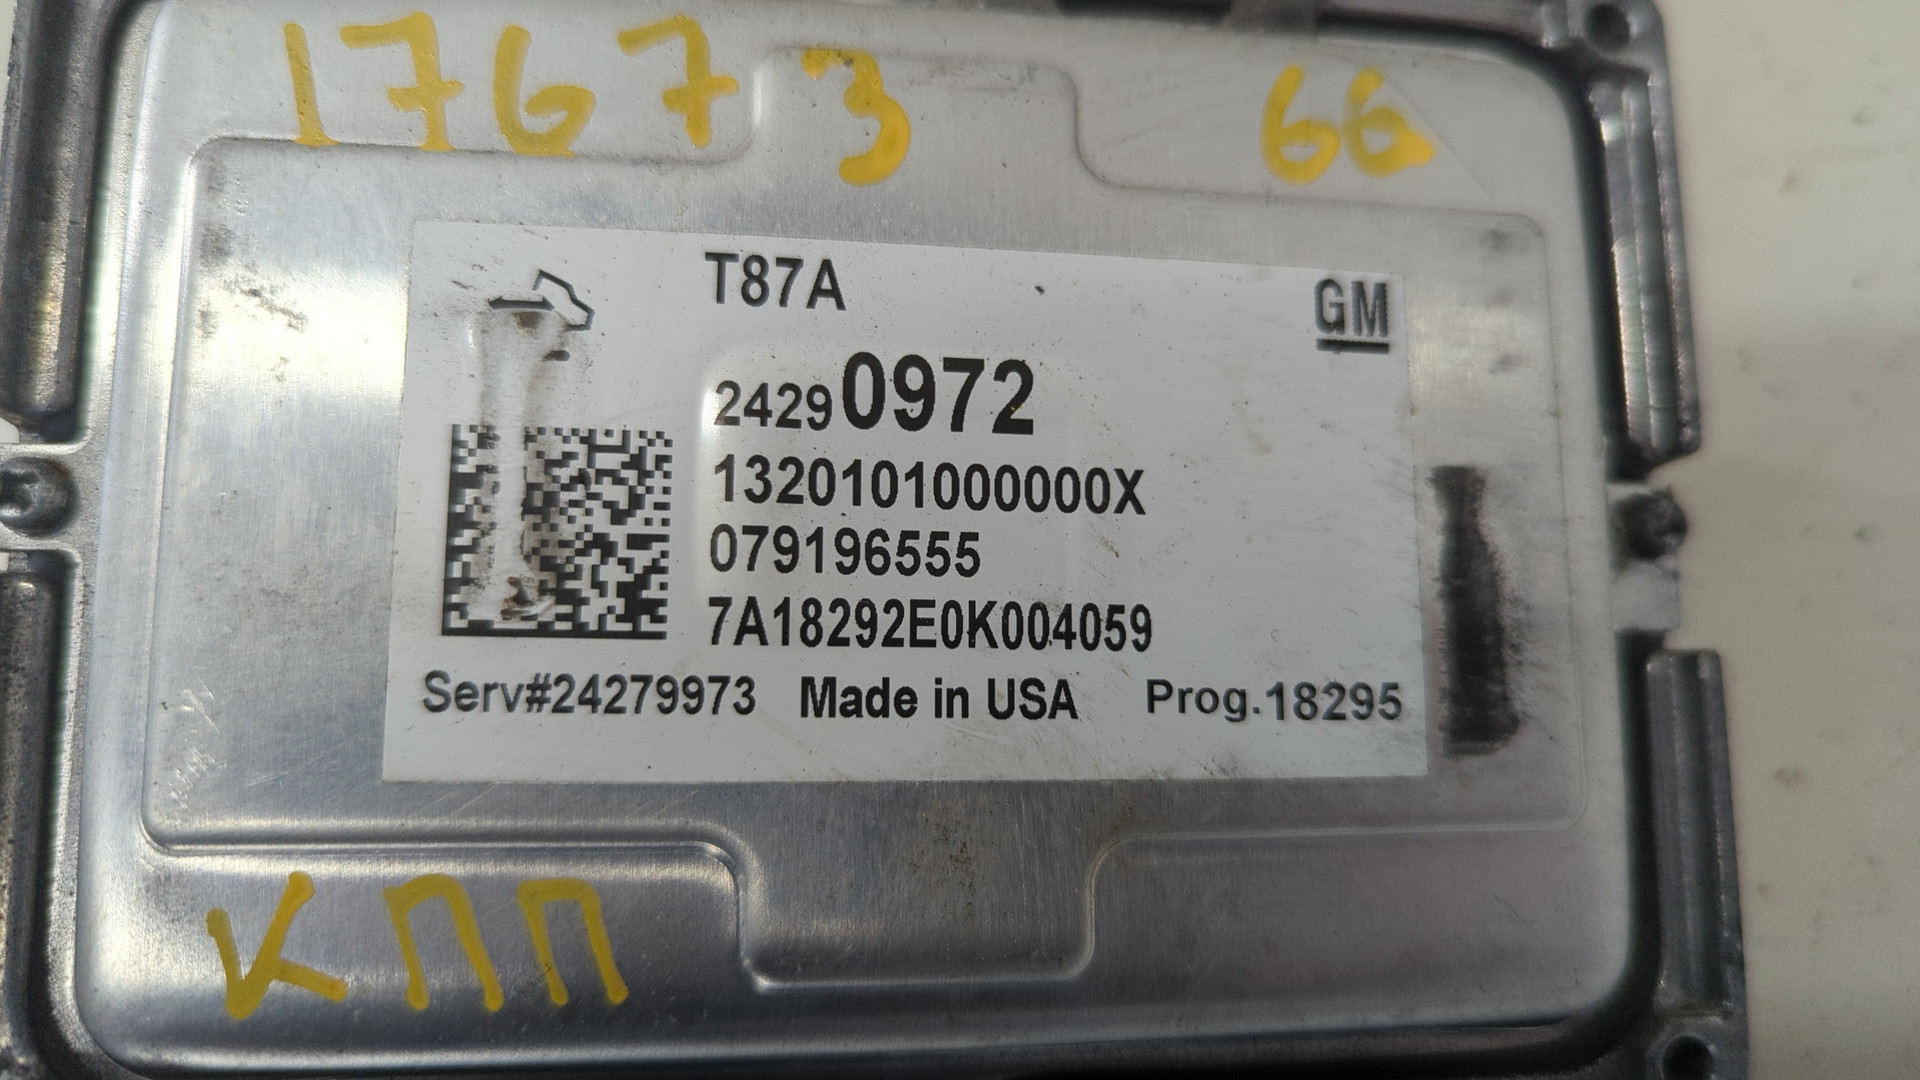 17673 66
T87A
GM
24290972
1320101000000X
079196555
7A18292E0K004059
Serv#24279973 Made in USA Prog.18295
КПП